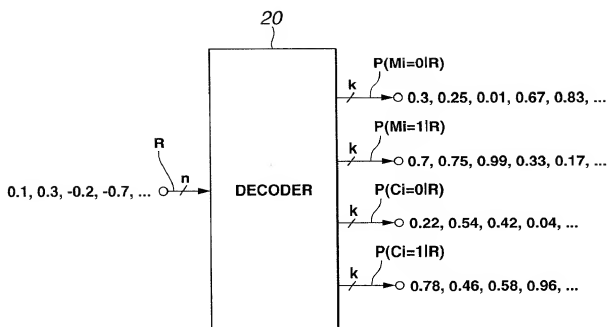 20
P(Mi=0|R)
k
0.3, 0.25, 0.01, 0.67, 0.83, ...
P(Mi=1|R)
R
k
n
0.7, 0.75, 0.99, 0.33, 0.17, ...
0.1, 0.3, -0.2, -0.7, ...
DECODER
P(Ci=0|R)
k
0.22, 0.54, 0.42, 0.04, ...
P(Ci=1|R)
k
0.78, 0.46, 0.58, 0.96, ...